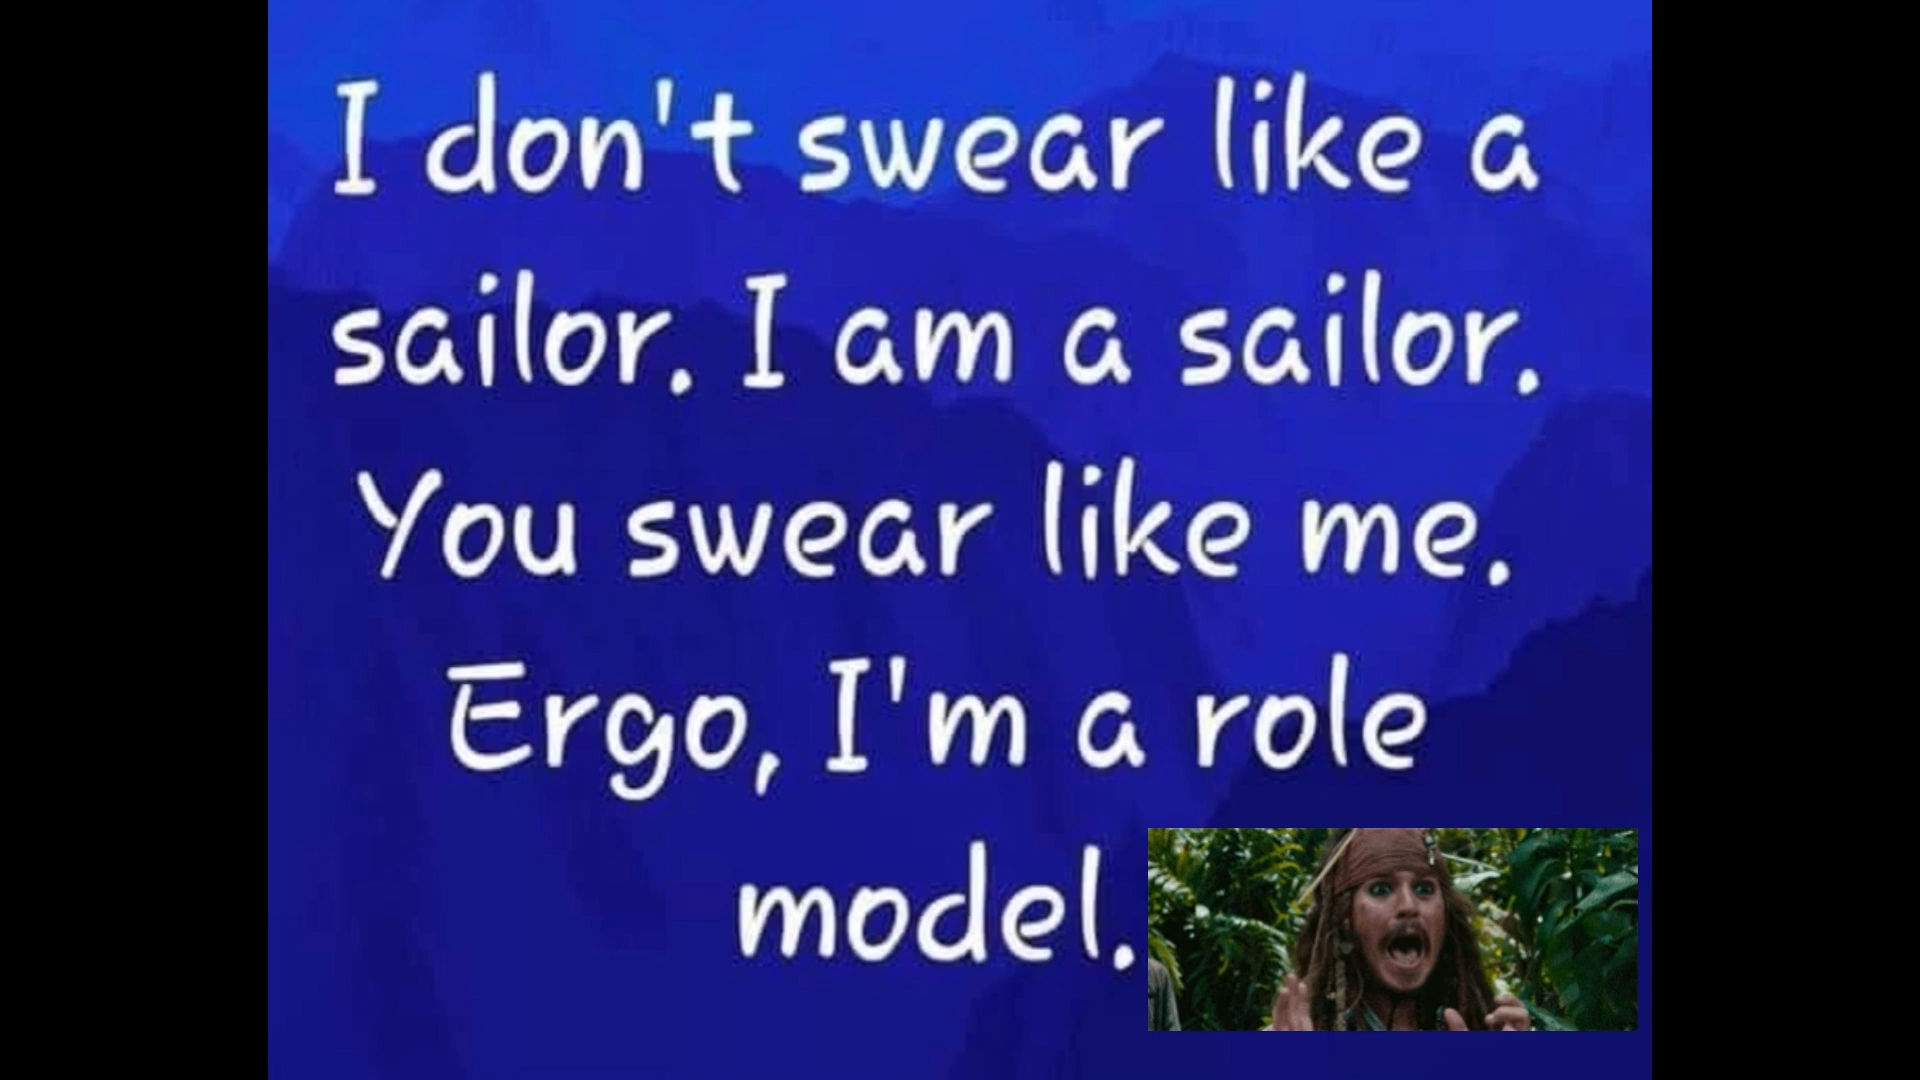 I don't swear like a
sailor. I am a sailor.
You swear like me.
Ergo, I'm a role
model.